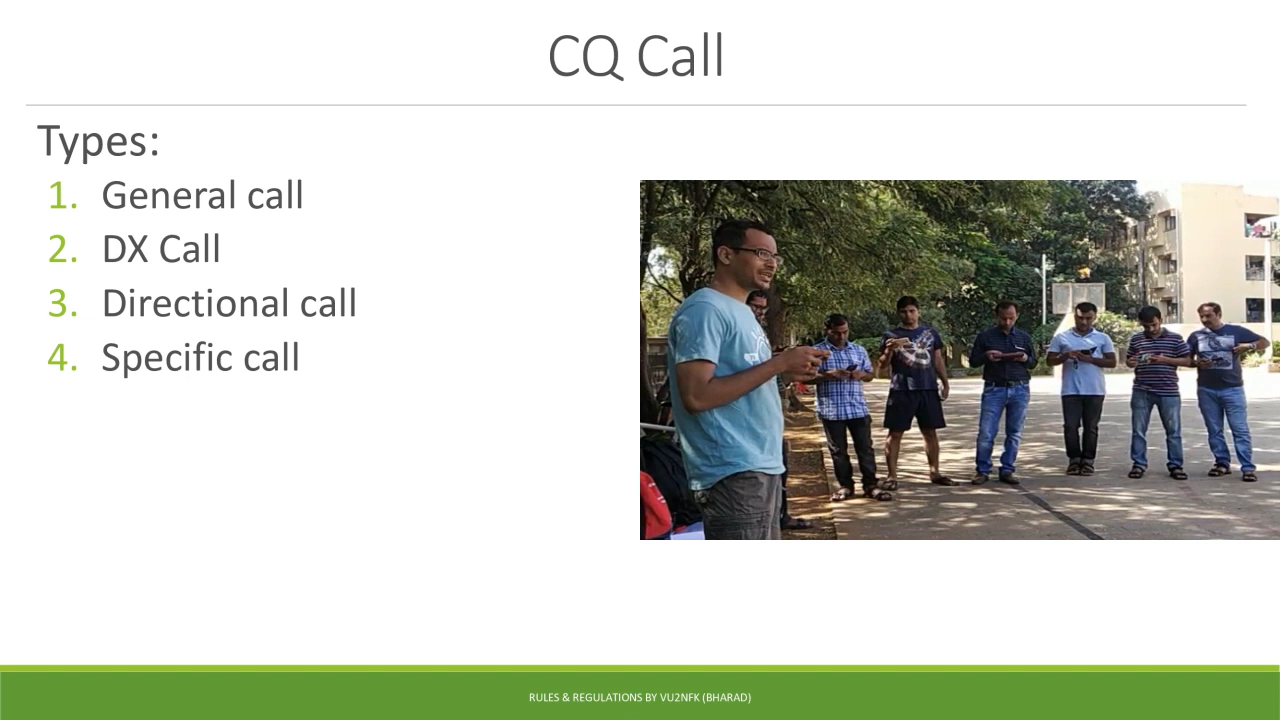 CQ Call
Types:
1. General call
2. DX Call
3. Directional call
4. Specific call
RULES & REGULATIONS BY VU2NFK (BHARAD)